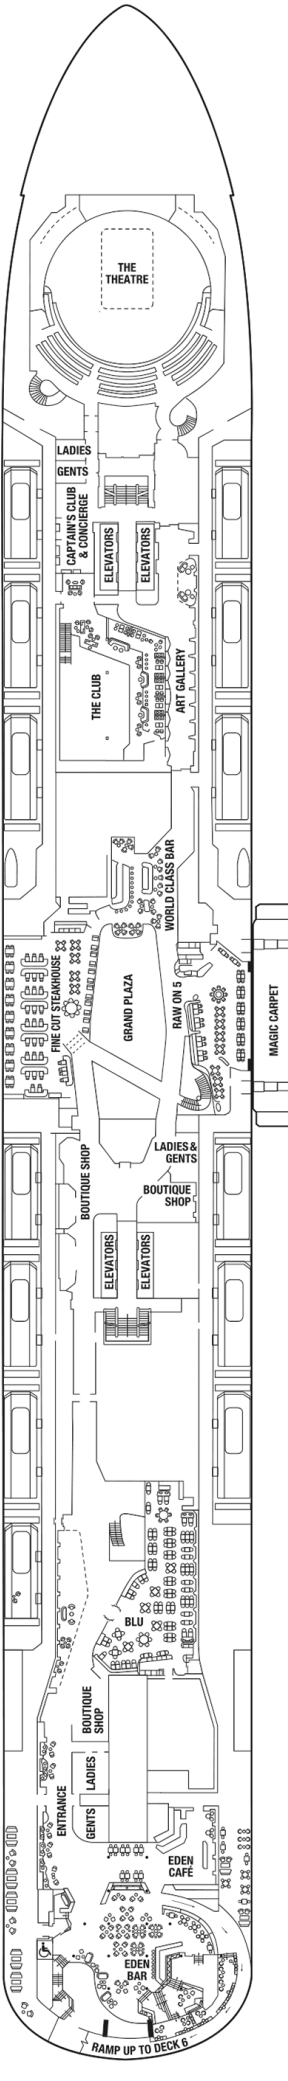 THE
THEATRE
LADIES
GENTS
CAPTAIN'S CLUB
& CONCIERGE
ELEVATORS
ELEVATORS
THE CLUB
ART GALLERY
WORLD CLASS BAR
FINE CUT STEAKHOUSE
GRAND PLAZA
RAW ON 5
MAGIC CARPET
LADIES &
GENTS
BOUTIQUE SHOP
BOUTIQUE
SHOP
ELEVATORS
ELEVATORS
BLU
BOUTIQUE
SHOP
LADIES
ENTRANCE
GENTS
EDEN
CAFÉ
EDEN
BAR
RAMP UP TO DECK 6